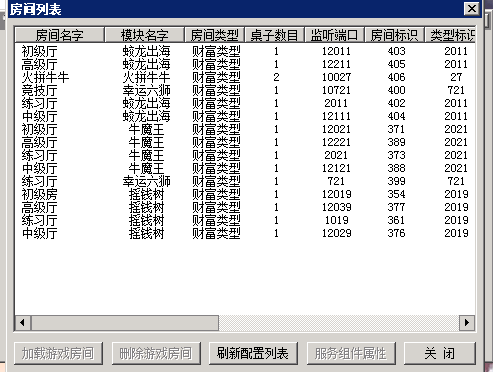 房间列表
房间名字 模块名字 房间类型 桌子数目 监听端口 房间标识 类型标识
初级厅 蛟龙出海 财富类型 1 12011 403 2011
高级厅 蛟龙出海 财富类型 1 12211 405 2011
火拼牛牛 火拼牛牛 财富类型 2 10027 406 27
竞技厅 幸运六狮 财富类型 1 10721 400 721
练习厅 蛟龙出海 财富类型 1 2011 402 2011
中级厅 蛟龙出海 财富类型 1 12111 404 2011
初级厅 牛魔王 财富类型 1 12021 371 2021
高级厅 牛魔王 财富类型 1 12221 389 2021
练习厅 牛魔王 财富类型 1 2021 373 2021
中级厅 牛魔王 财富类型 1 12121 388 2021
练习厅 幸运六狮 财富类型 1 721 399 721
初级房 摇钱树 财富类型 1 12019 354 2019
高级厅 摇钱树 财富类型 1 12039 377 2019
练习厅 摇钱树 财富类型 1 1019 361 2019
中级厅 摇钱树 财富类型 1 12029 376 2019
加载游戏房间 删除游戏房间 刷新配置列表 服务组件属性 关 闭